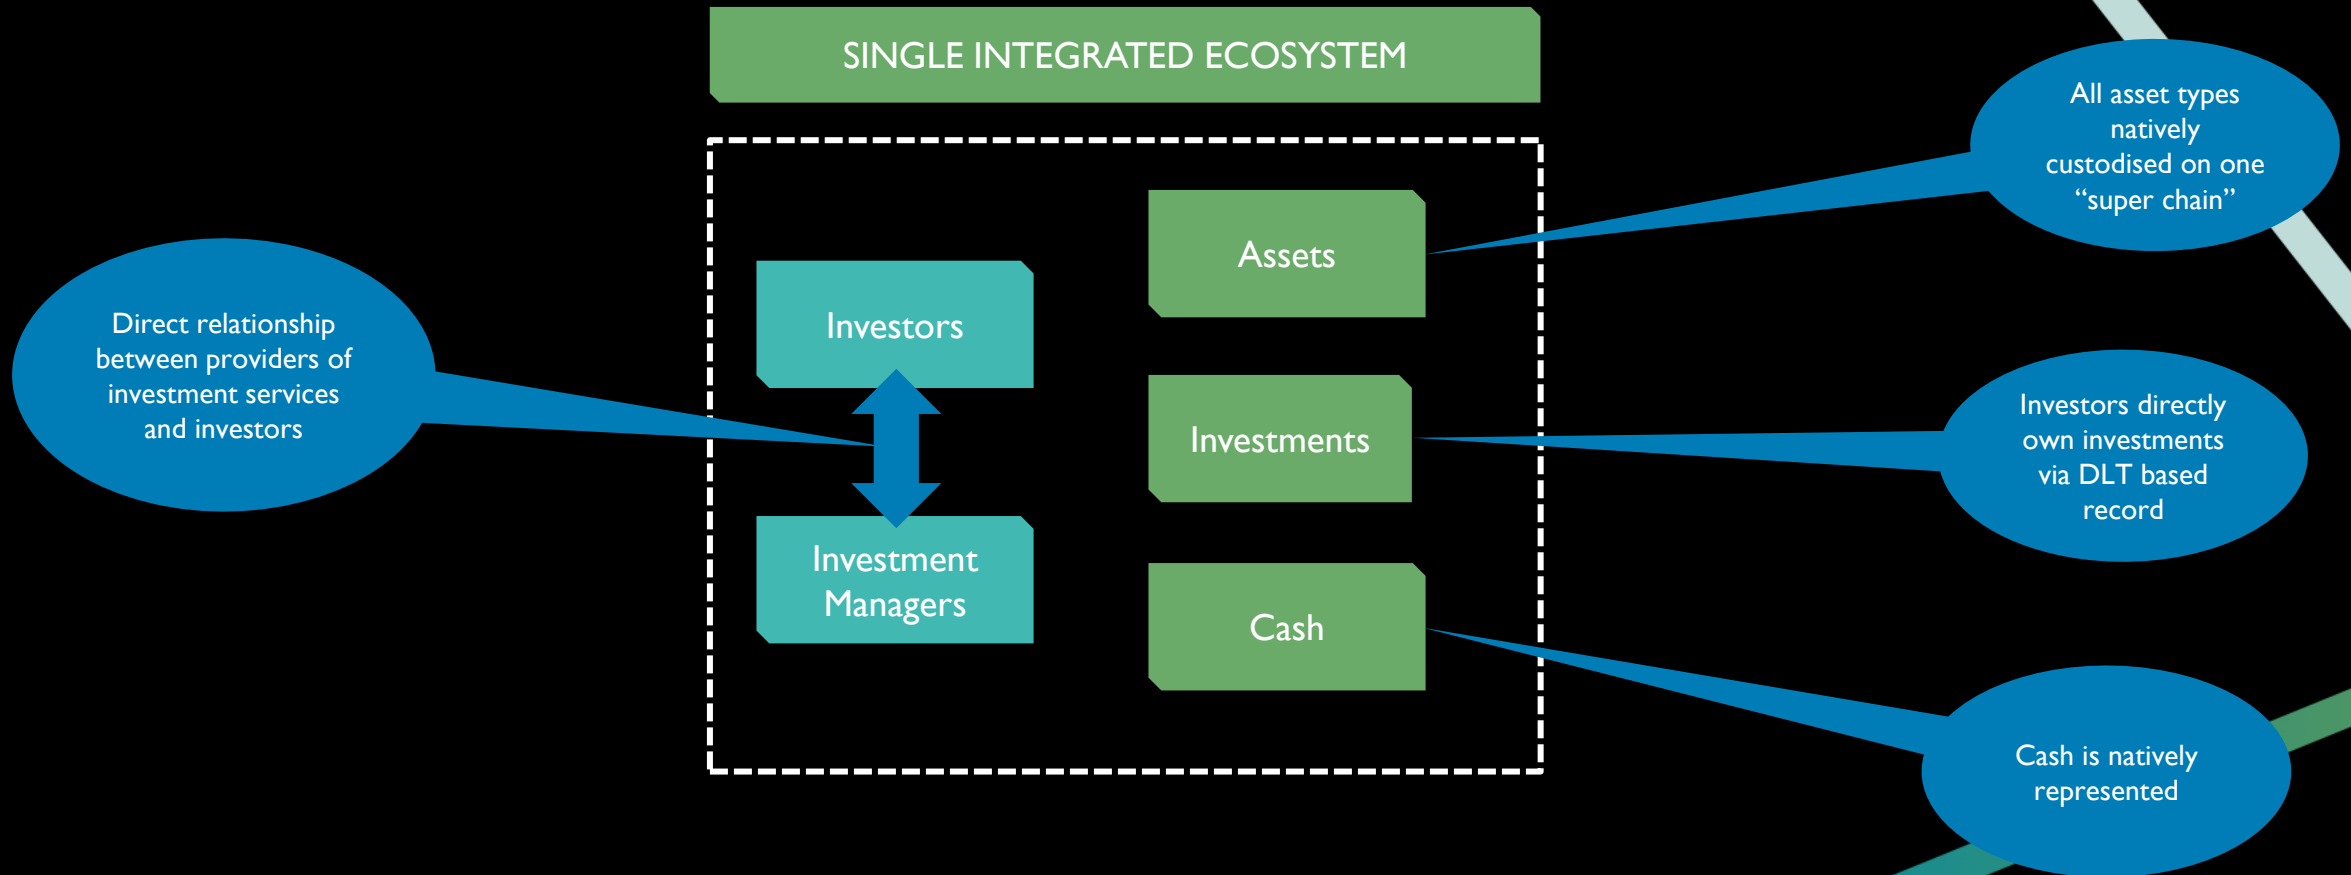 SINGLE INTEGRATED ECOSYSTEM
Direct relationship
between providers of
investment services
and investors
Investors
Investment
Managers
Assets
Investments
Cash
All asset types
natively
custodised on one
“super chain”
Investors directly
own investments
via DLT based
record
Cash is natively
represented